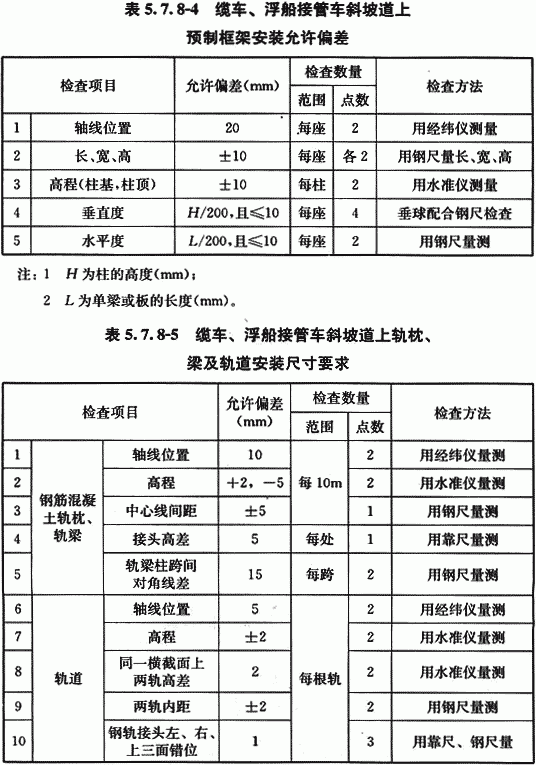 表 5.7.8-4 缆车、浮船接管车斜坡道上
预制框架安装允许偏差
检查项目 允许偏差(mm) 检查数量 检查方法
范围 点数
1 轴线位置 20 每座 2 用经纬仪测量
2 长、宽、高 ±10 每座 各2 用钢尺量长、宽、高
3 高程(柱基,柱顶) ±10 每柱 2 用水准仪测量
4 垂直度 H/200,且≤10 每座 4 垂球配合钢尺检查
5 水平度 L/200,且≤10 每座 2 用钢尺量测
注:1 H 为柱的高度(mm);
2 L 为单梁或板的长度(mm)。
表 5.7.8-5 缆车、浮船接管车斜坡道上轨枕、
梁及轨道安装尺寸要求
检查项目 允许偏差 检查数量 检查方法
(mm) 范围 点数
钢筋混凝
土轨枕、
轨梁
1 轴线位置 10 每10m 2 用经纬仪量测
2 高程 +2,-5 2 用水准仪量测
3 中心线间距 ±5 1 用钢尺量测
4 接头高差 5 每处 1 用靠尺量测
5 轨梁柱跨间
对角线差 15 每跨 2 用钢尺量测
轨道
6 轴线位置 5 每根轨 2 用经纬仪量测
7 高程 ±2 2 用水准仪量测
8 同一横截面上
两轨高差 2 2 用水准仪量测
9 两轨内距 ±2 2 用钢尺量测
10 钢轨接头左、右、
上三面错位 1 3 用靠尺、钢尺量